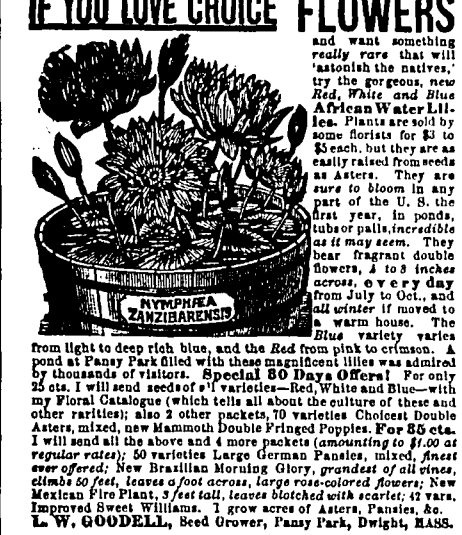 IF YOU LOVE CHOICE FLOWERS
and want something
really rare that will
'astonish the natives,'
try the gorgeous, new
Red, White and Blue
African Water Lil-
ies. Plants are sold by
some florists for $3 to
$5 each, but they are as
easily raised from seeds
as Asters. They are
sure to bloom in any
part of the U. S. the
first year, in ponds,
tubs or pails, incredible
as it may seem. They
bear fragrant double
flowers, 4 to 8 inches
across, every day
from July to Oct., and
all winter if moved to
a warm house. The
Blue variety varies
NYMPHÆA
ZANZIBARENSIS
from light to deep rich blue, and the Red from pink to crimson. A
pond at Pansy Park filled with these magnificent lilies was admired
by thousands of visitors. Special 30 Days Offers! For only
25 cts. I will send seeds of all varieties—Red, White and Blue—with
my Floral Catalogue (which tells all about the culture of these and
other rarities); also 2 other packets, 70 varieties Choicest Double
Asters, mixed, new Mammoth Double Fringed Poppies. For 35 cts.
I will send all the above and 4 more packets (amounting to $1.00 at
regular rates); 50 varieties Large German Pansies, mixed, finest
ever offered; New Brazilian Morning Glory, grandest of all vines,
climbs 50 feet, leaves a foot across, large rose-colored flowers; New
Mexican Fire Plant, 3 feet tall, leaves blotched with scarlet; 42 vars.
Improved Sweet Williams. I grow acres of Asters, Pansies, &c.
L. W. GOODELL, Seed Grower, Pansy Park, Dwight, MASS.